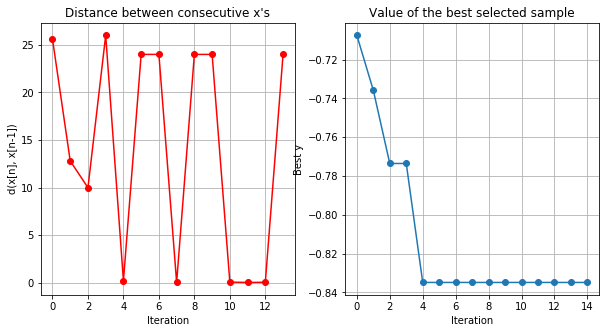 Distance between consecutive x's
d(x[n], x[n-1])
25
20
15
10
5
0
0 2 4 6 8 10 12
Iteration
Value of the best selected sample
Best y
−0.72
−0.74
−0.76
−0.78
−0.80
−0.82
−0.84
0 2 4 6 8 10 12 14
Iteration